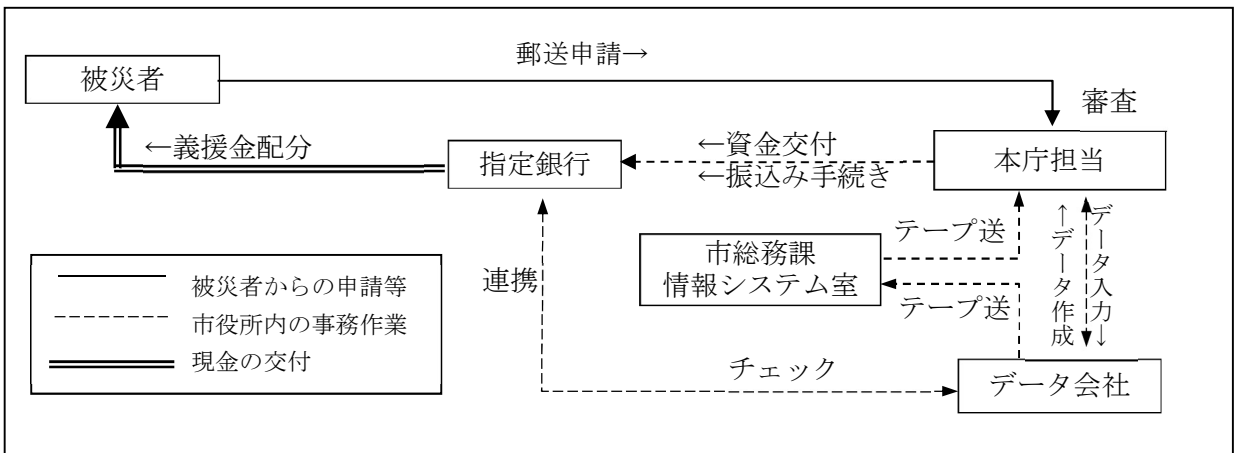 郵送申請→
被災者
審査
←義援金配分
指定銀行
←資金交付
←振込み手続き
本庁担当
テープ送
市総務課
情報システム室
テープ送
↑データ作成
データ入力↓
連携
被災者からの申請等
市役所内の事務作業
現金の交付
チェック
データ会社